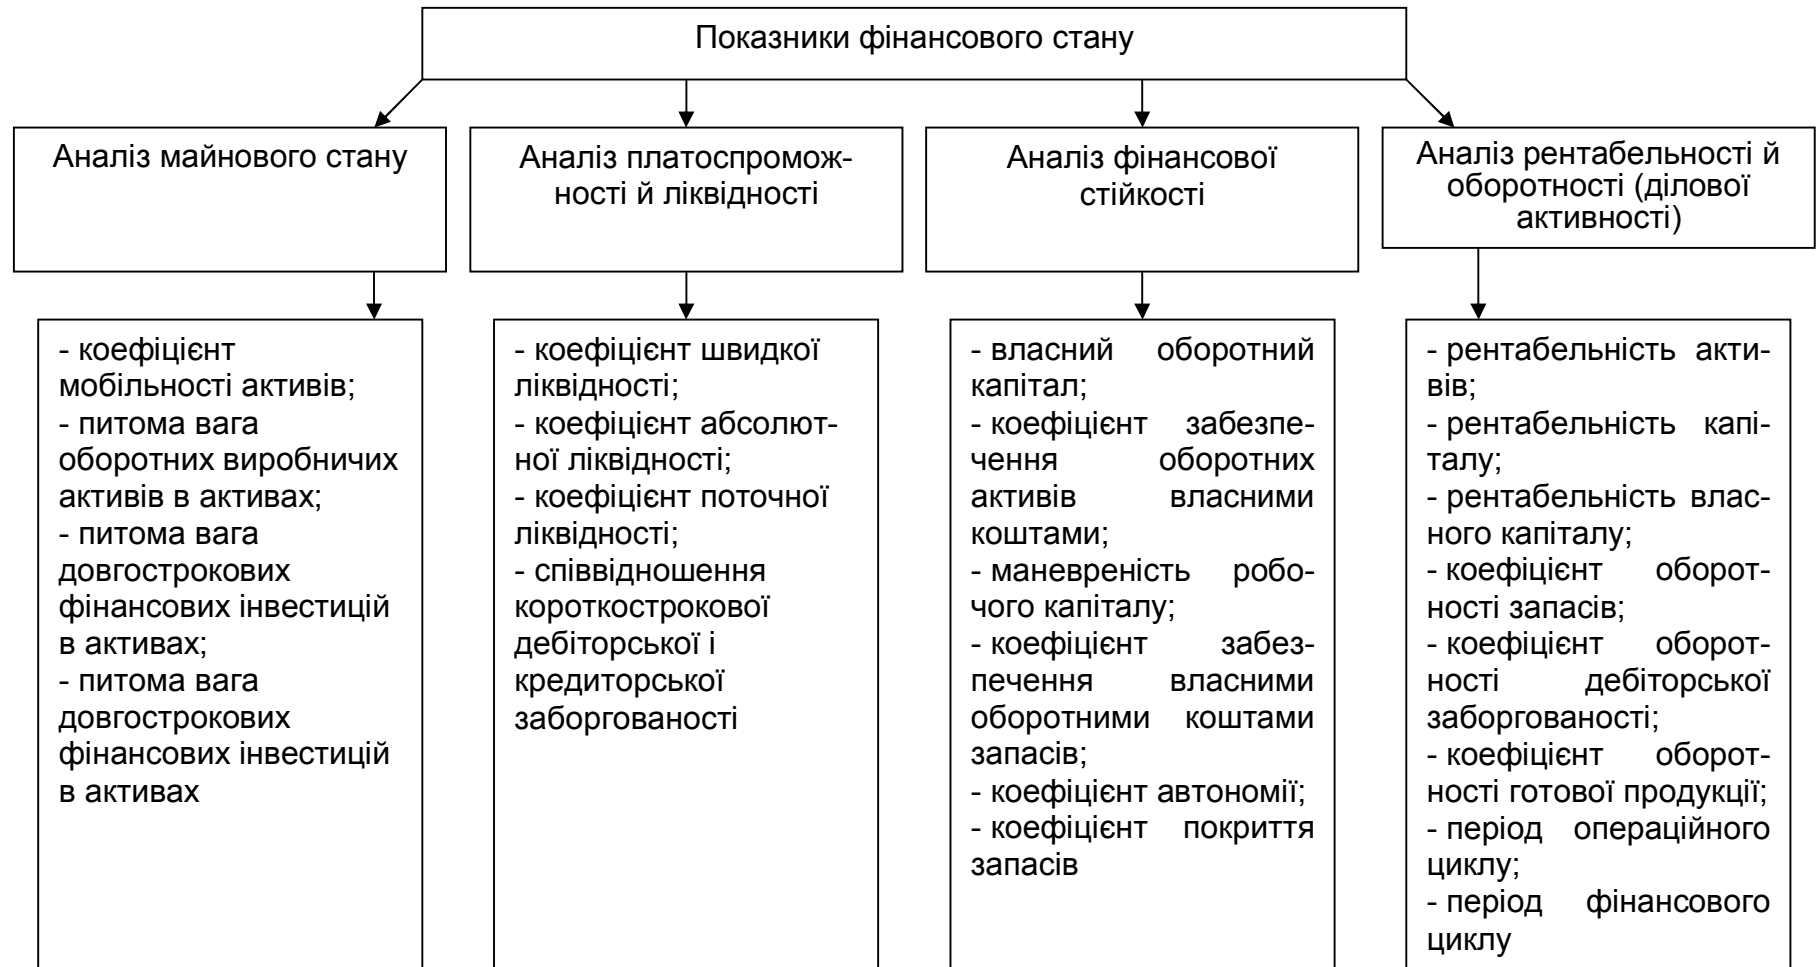 Показники фінансового стану
Аналіз майнового стану
Аналіз платоспромож-
ності й ліквідності
Аналіз фінансової
стійкості
Аналіз рентабельності й
оборотності (ділової
активності)
- коефіцієнт
мобільності активів;
- питома вага
оборотних виробничих
активів в активах;
- питома вага
довгострокових
фінансових інвестицій
в активах;
- питома вага
довгострокових
фінансових інвестицій
в активах
- коефіцієнт швидкої
ліквідності;
- коефіцієнт абсолют-
ної ліквідності;
- коефіцієнт поточної
ліквідності;
- співвідношення
короткострокової
дебіторської і
кредиторської
заборгованості
- власний оборотний
капітал;
- коефіцієнт забезпе-
чення оборотних
активів власними
коштами;
- маневреність робо-
чого капіталу;
- коефіцієнт забез-
печення власними
оборотними коштами
запасів;
- коефіцієнт автономії;
- коефіцієнт покриття
запасів
- рентабельність акти-
вів;
- рентабельність капі-
талу;
- рентабельність влас-
ного капіталу;
- коефіцієнт оборот-
ності запасів;
- коефіцієнт оборот-
ності дебіторської
заборгованості;
- коефіцієнт оборот-
ності готової продукції;
- період операційного
циклу;
- період фінансового
циклу